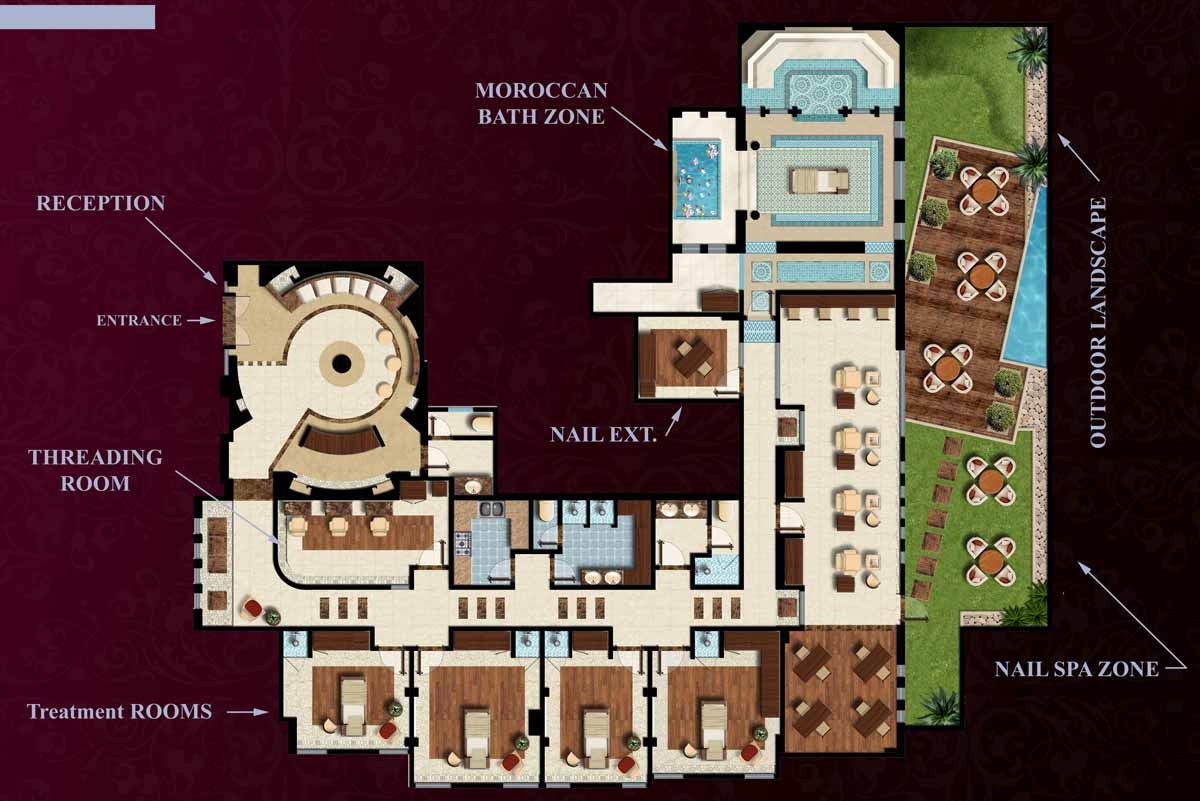 MOROCCAN
BATH ZONE
RECEPTION
ENTRANCE
OUTDOOR LANDSCAPE
NAIL EXT.
THREADING
ROOM
NAIL SPA ZONE
Treatment ROOMS